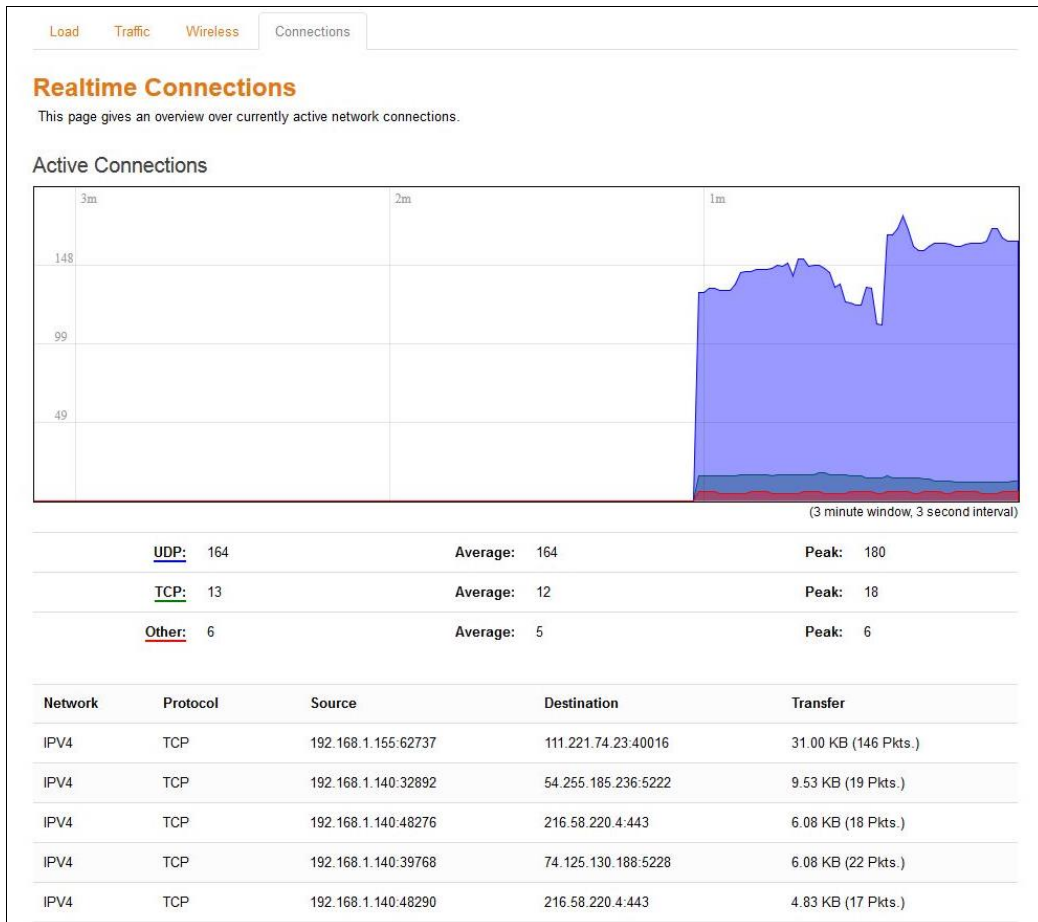 Load Traffic Wireless Connections
Realtime Connections
This page gives an overview over currently active network connections.
Active Connections
3m 2m 1m
148
99
49
(3 minute window, 3 second interval)
UDP: 164 Average: 164 Peak: 180
TCP: 13 Average: 12 Peak: 18
Other: 6 Average: 5 Peak: 6
Network Protocol Source Destination Transfer
IPV4 TCP 192.168.1.155:62737 111.221.74.23:40016 31.00 KB (146 Pkts.)
IPV4 TCP 192.168.1.140:32892 54.255.185.236:5222 9.53 KB (19 Pkts.)
IPV4 TCP 192.168.1.140:48276 216.58.220.4:443 6.08 KB (18 Pkts.)
IPV4 TCP 192.168.1.140:39768 74.125.130.188:5228 6.08 KB (22 Pkts.)
IPV4 TCP 192.168.1.140:48290 216.58.220.4:443 4.83 KB (17 Pkts.)